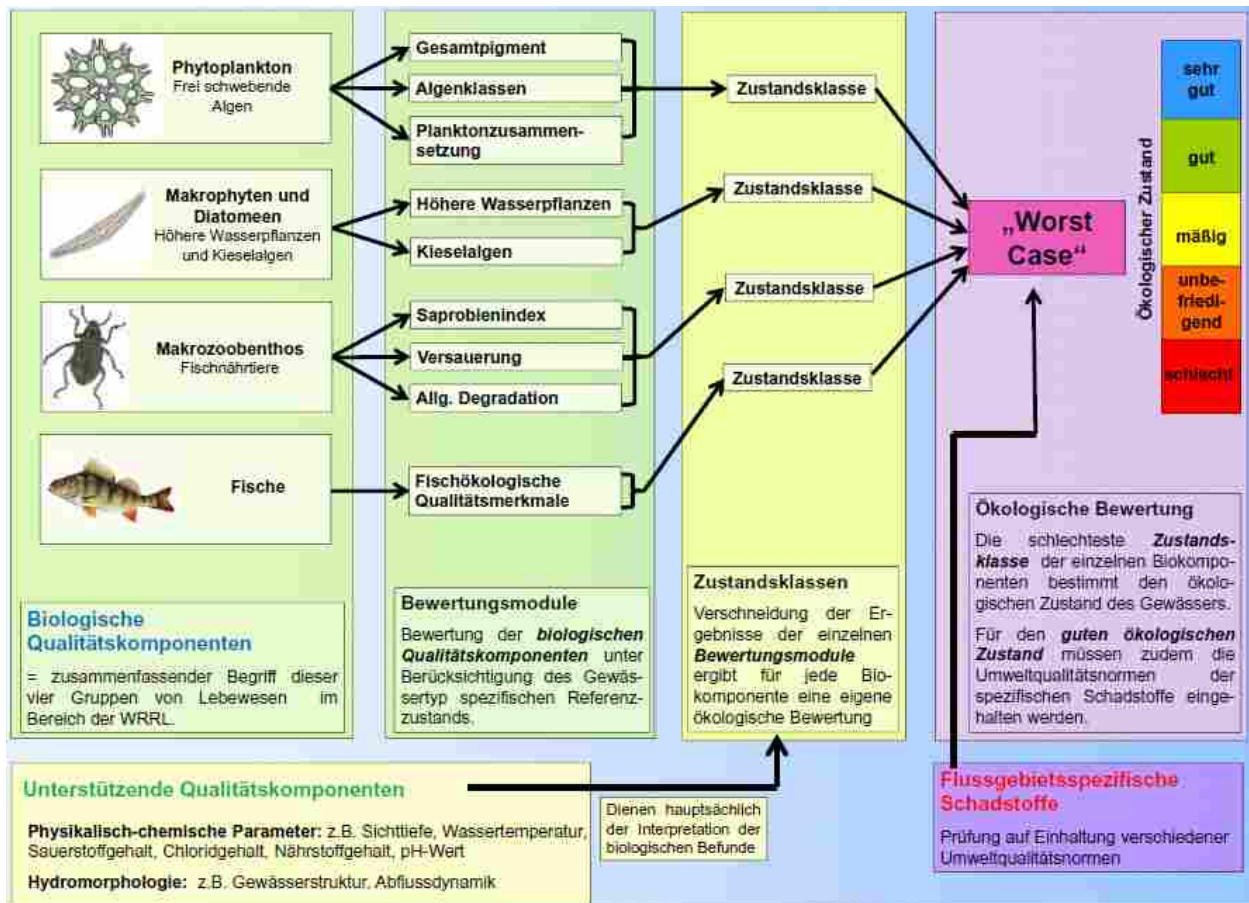 Phytoplankton
Frei schwebende
Algen
Makrophyten und
Diatomeen
Höhere Wasserpflanzen
und Kieselalgen
Makrozoobenthos
Fischnährtiere
Fische
Biologische
Qualitätskomponenten
= zusammenfassender Begriff dieser
vier Gruppen von Lebewesen im
Bereich der WRRL.
Gesamtpigment
Algenklassen
Planktonzusammen-
setzung
Höhere Wasserpflanzen
Kieselalgen
Saprobienindex
Versauerung
Allg. Degradation
Fischökologische
Qualitätsmerkmale
Bewertungsmodule
Bewertung der biologischen
Qualitätskomponenten unter
Berücksichtigung des Gewäs-
sertyp spezifischen Referenz-
zustands.
Zustandsklasse
Zustandsklasse
Zustandsklasse
Zustandsklasse
Zustandsklassen
Verschneidung der Er-
gebnisse der einzelnen
Bewertungsmodule
ergibt für jede Bio-
komponente eine eigene
ökologische Bewertung
„Worst
Case“
Ökologischer Zustand
sehr
gut
gut
mäßig
unbe-
friedi-
gend
schlecht
Ökologische Bewertung
Die schlechteste Zustands-
klasse der einzelnen Biokompo-
nenten bestimmt den ökolo-
gischen Zustand des Gewässers.
Für den guten ökologischen
Zustand müssen zudem die
Umweltqualitätsnormen der
spezifischen Schadstoffe einge-
halten werden.
Unterstützende Qualitätskomponenten
Physikalisch-chemische Parameter: z.B. Sichttiefe, Wassertemperatur,
Sauerstoffgehalt, Chloridgehalt, Nährstoffgehalt, pH-Wert
Hydromorphologie: z.B. Gewässerstruktur, Abflussdynamik
Dienen hauptsächlich
der Interpretation der
biologischen Befunde
Flussgebietsspezifische
Schadstoffe
Prüfung auf Einhaltung verschiedener
Umweltqualitätsnormen